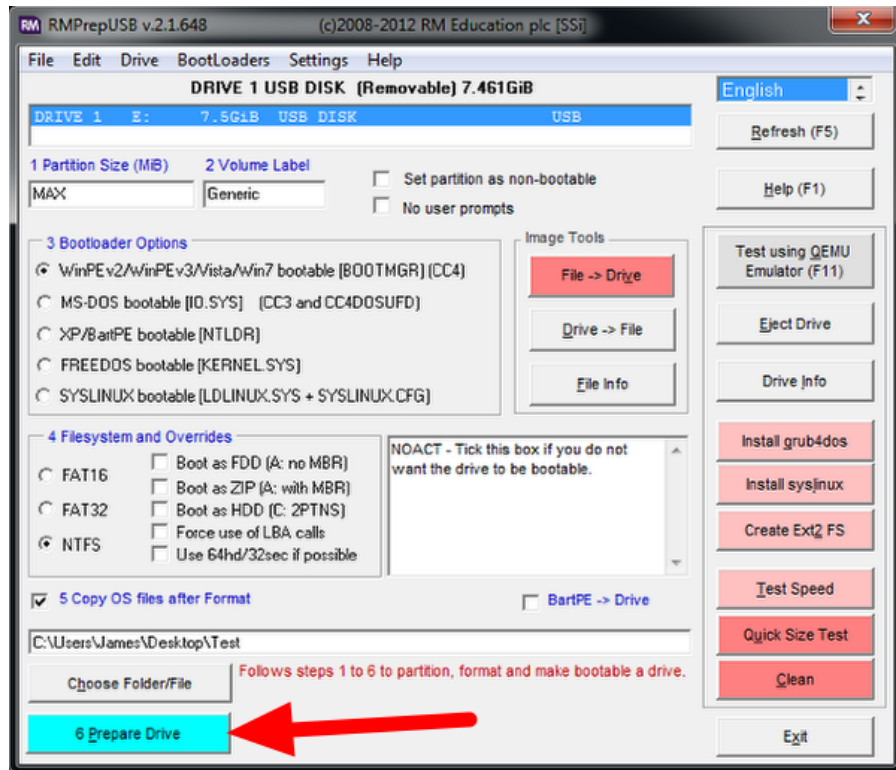 RM RMPrepUSB v.2.1.648 (c)2008-2012 RM Education plc [SSi]
File Edit Drive BootLoaders Settings Help
DRIVE 1 USB DISK (Removable) 7.461GiB
DRIVE 1 E: 7.5GiB USB DISK USB
English
Refresh (F5)
1 Partition Size (MiB) 2 Volume Label
MAX
Generic
Set partition as non-bootable
No user prompts
Help (F1)
3 Bootloader Options
WinPEv2/WinPEv3/Vista/Win7 bootable [BOOTMGR] (CC4)
MS-DOS bootable [IO.SYS] (CC3 and CC4DOSUFD)
XP/BartPE bootable [NTLDR]
FREEDOS bootable [KERNEL.SYS]
SYSLINUX bootable [LDLINUX.SYS + SYSLINUX.CFG]
Image Tools
File -> Drive
Drive -> File
File Info
Test using QEMU
Emulator (F11)
Eject Drive
Drive Info
4 Filesystem and Overrides
FAT16
FAT32
NTFS
Boot as FDD (A: no MBR)
Boot as ZIP (A: with MBR)
Boot as HDD (C: 2PTNS)
Force use of LBA calls
Use 64hd/32sec if possible
NOACT - Tick this box if you do not
want the drive to be bootable.
Install grub4dos
Install syslinux
Create Ext2 FS
5 Copy OS files after Format
BartPE -> Drive
Test Speed
C:\Users\James\Desktop\Test
Quick Size Test
Choose Folder/File
Follows steps 1 to 6 to partition, format and make bootable a drive.
Clean
6 Prepare Drive
Exit